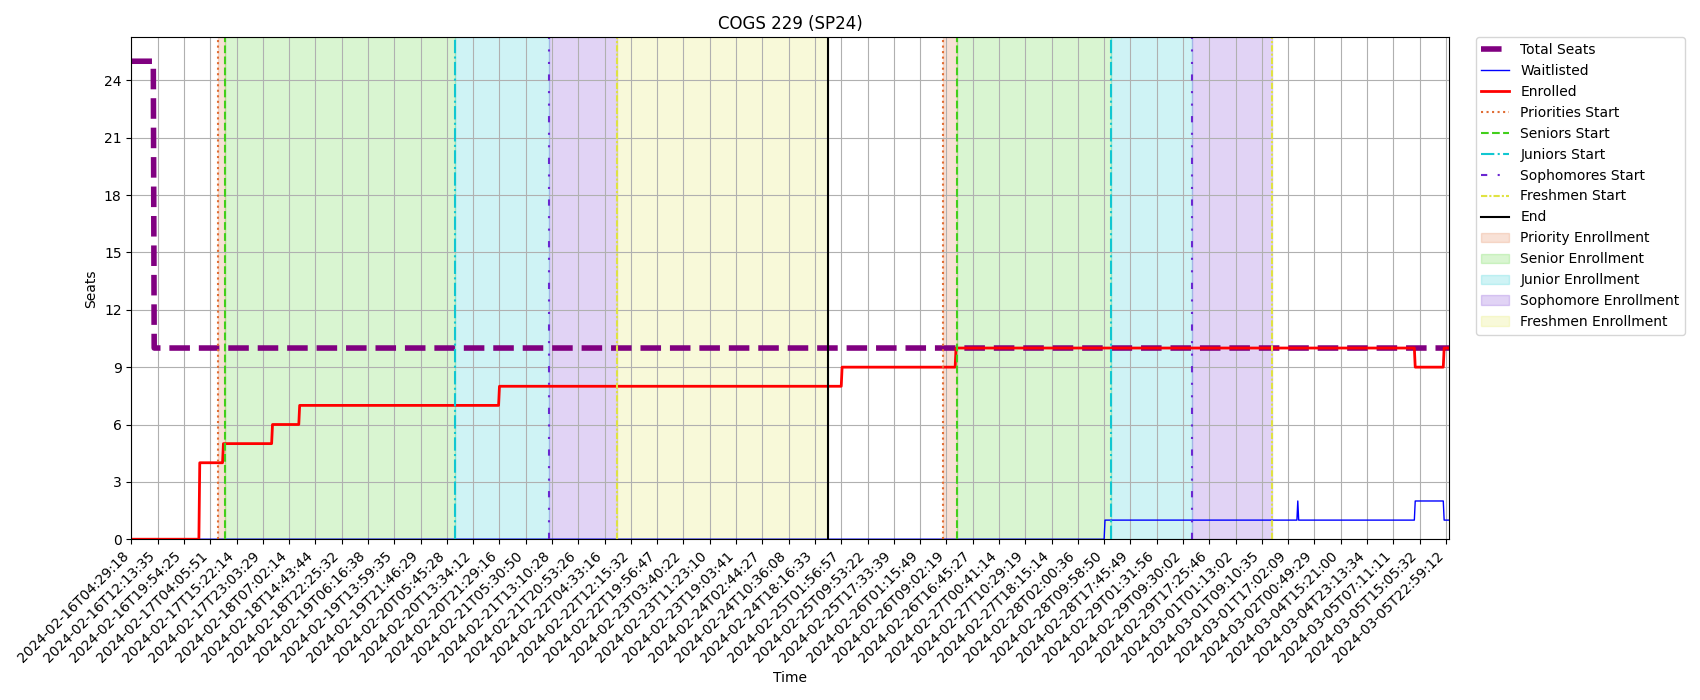 COGS 229 (SP24)
Seats
24
21
18
15
12
9
6
3
0
2024-02-16T04:29:18
2024-02-16T12:13:35
2024-02-16T19:54:25
2024-02-17T04:05:51
2024-02-17T15:22:14
2024-02-17T23:03:29
2024-02-18T07:02:14
2024-02-18T14:43:44
2024-02-18T22:25:32
2024-02-19T06:16:38
2024-02-19T13:59:35
2024-02-19T21:46:29
2024-02-20T05:45:28
2024-02-20T13:34:12
2024-02-20T21:29:16
2024-02-21T05:30:50
2024-02-21T13:10:28
2024-02-21T20:53:26
2024-02-22T04:33:16
2024-02-22T12:15:32
2024-02-22T19:56:47
2024-02-23T03:40:22
2024-02-23T11:23:10
2024-02-23T19:03:41
2024-02-24T02:44:27
2024-02-24T10:36:08
2024-02-24T18:16:33
2024-02-25T01:56:57
2024-02-25T09:53:22
2024-02-25T17:33:39
2024-02-26T01:15:49
2024-02-26T09:02:19
2024-02-26T16:45:27
2024-02-27T00:41:14
2024-02-27T10:29:19
2024-02-27T18:15:14
2024-02-28T02:00:36
2024-02-28T09:58:50
2024-02-28T17:45:49
2024-02-29T01:31:56
2024-02-29T09:30:02
2024-02-29T17:25:46
2024-03-01T01:13:02
2024-03-01T09:10:35
2024-03-01T17:02:09
2024-03-02T00:49:29
2024-03-04T15:21:00
2024-03-04T23:13:34
2024-03-05T07:11:11
2024-03-05T15:05:32
2024-03-05T22:59:12
Time
Total Seats
Waitlisted
Enrolled
Priorities Start
Seniors Start
Juniors Start
Sophomores Start
Freshmen Start
End
Priority Enrollment
Senior Enrollment
Junior Enrollment
Sophomore Enrollment
Freshmen Enrollment